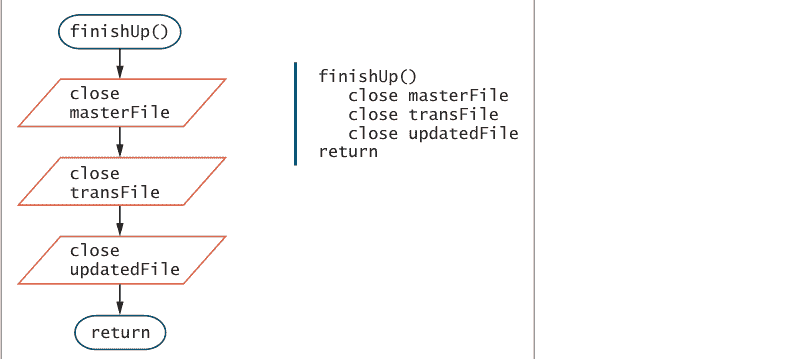 finishUp()
close
masterFile
close
transFile
close
updatedFile
return
finishUp()
close masterFile
close transFile
close updatedFile
return